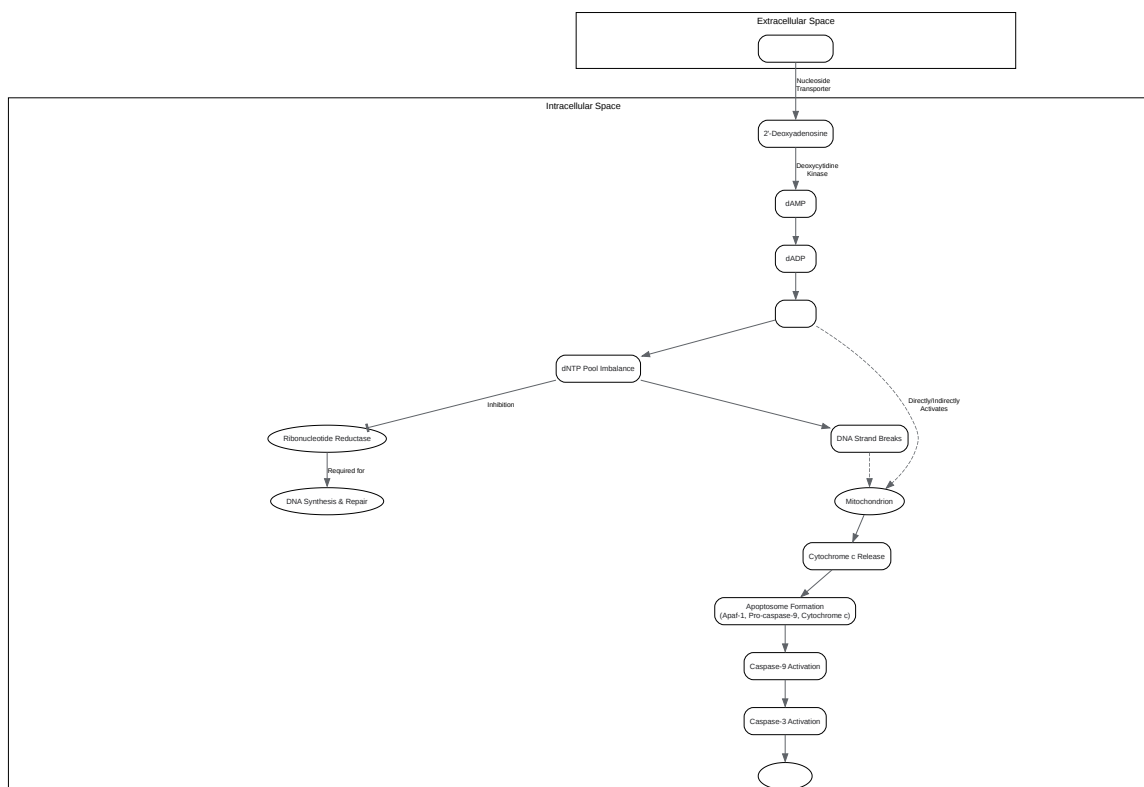 Extracellular Space
Nucleoside
Transporter
Intracellular Space
2'-Deoxyadenosine
Deoxycytidine
Kinase
dAMP
dADP
dNTP Pool Imbalance
Directly/Indirectly
Activates
Inhibition
Ribonucleotide Reductase
DNA Strand Breaks
Required for
DNA Synthesis & Repair
Mitochondrion
Cytochrome c Release
Apoptosome Formation
(Apaf-1, Pro-caspase-9, Cytochrome c)
Caspase-9 Activation
Caspase-3 Activation